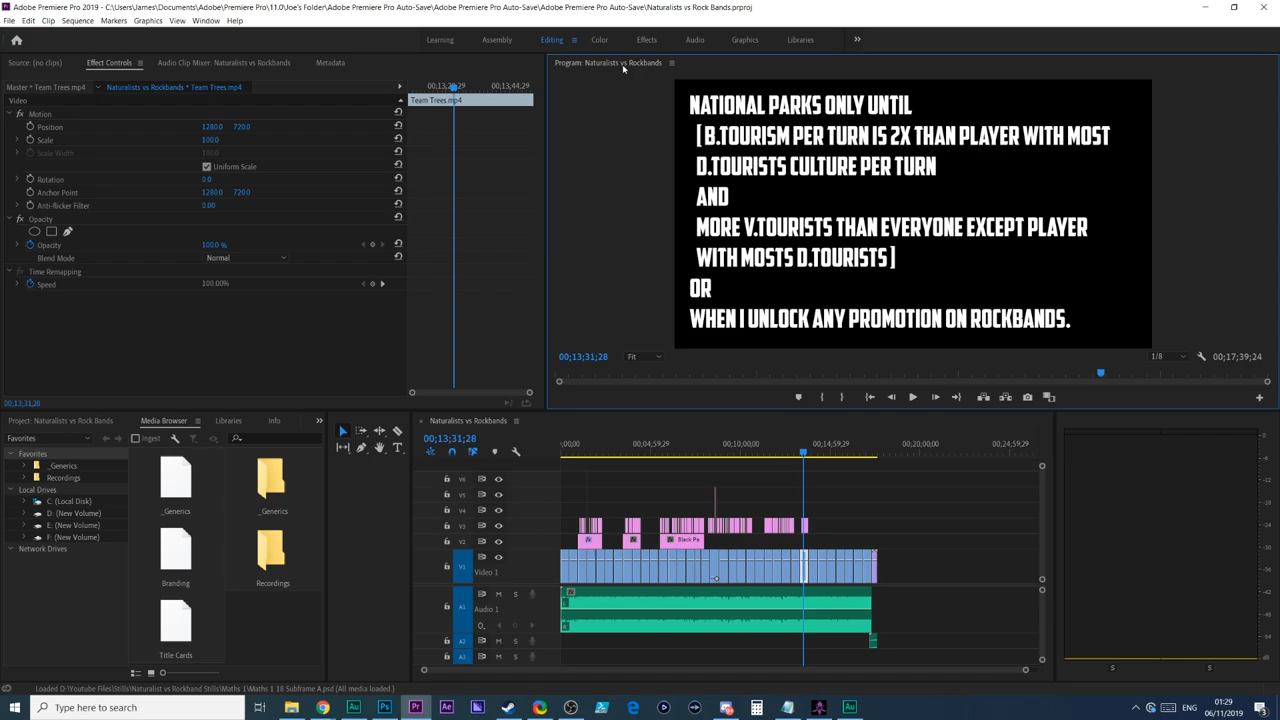 Adobe Premiere Pro 2019 - C:\Users\James\Documents\Adobe\Premiere Pro\11.0\Joe's Folder\Adobe Premiere Pro Auto-Save\Adobe Premiere Pro Auto-Save\Adobe Premiere Pro Auto-Save\Naturalists vs Rock Bands.prproj
File Edit Clip Sequence Markers Graphics View Window Help
Learning Assembly Editing Color Effects Audio Graphics Libraries
Source: (no clips) Effect Controls Audio Clip Mixer: Naturalists vs Rockbands Metadata
Program: Naturalists vs Rockbands
Master * Team Trees.mp4 Naturalists vs Rockbands * Team Trees.mp4
00;13;44;29
Video
Team Trees.mp4
Motion
Position 1280.0 720.0
Scale 100.0
Scale Width 100.0
Uniform Scale
Rotation 0.0
Anchor Point 1280.0 720.0
Anti-flicker Filter 0.00
Opacity
Opacity 100.0 %
Blend Mode Normal
Time Remapping
Speed 100.00%
00;13;31;28
NATIONAL PARKS ONLY UNTIL
[ B.TOURISM PER TURN IS 2X THAN PLAYER WITH MOST
D.TOURISTS CULTURE PER TURN
AND
MORE V.TOURISTS THAN EVERYONE EXCEPT PLAYER
WITH MOSTS D.TOURISTS ]
OR
WHEN I UNLOCK ANY PROMOTION ON ROCKBANDS.
00;13;31;28 Fit 1/8 00;17;39;24
Project: Naturalists vs Rock Bands Media Browser Libraries Info
Favorites Ingest
Favorites
_Generics
Recordings
Local Drives
C: (Local Disk)
D: (New Volume)
E: (New Volume)
F: (New Volume)
Network Drives
_Generics _Generics
Branding Recordings
Title Cards
Naturalists vs Rockbands
00;13;31;28
;00;00 00;04;59;29 00;10;00;00 00;14;59;29 00;20;00;00 00;24;59;29
V6
V5
V4
V3
V2 fx fx Black Pe
V1 Video 1
A1 M S
Audio 1
A2 M S
A3 M S
S S
Loaded D:\Youtube Files\Stills\Naturalist vs Rockband Stills\Maths 1\Maths 1 18 Subframe A.psd (All media loaded.)
Type here to search
01:29
06/11/2019